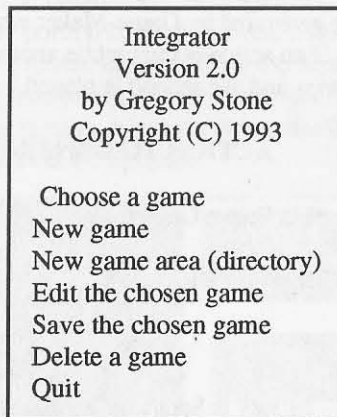 Integrator
Version 2.0
by Gregory Stone
Copyright (C) 1993
Choose a game
New game
New game area (directory)
Edit the chosen game
Save the chosen game
Delete a game
Quit